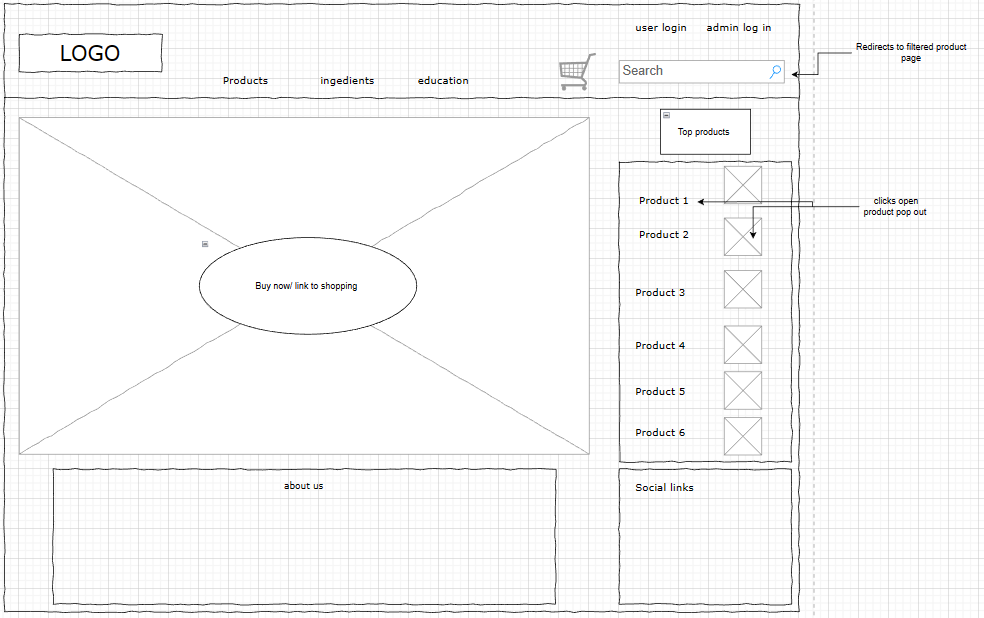 user login
admin log in
LOGO
Redirects to filtered product
page
Search
Products
ingedients
education
Top products
Product 1
clicks open
product pop out
Product 2
Buy now/ link to shopping
Product 3
Product 4
Product 5
Product 6
about us
Social links